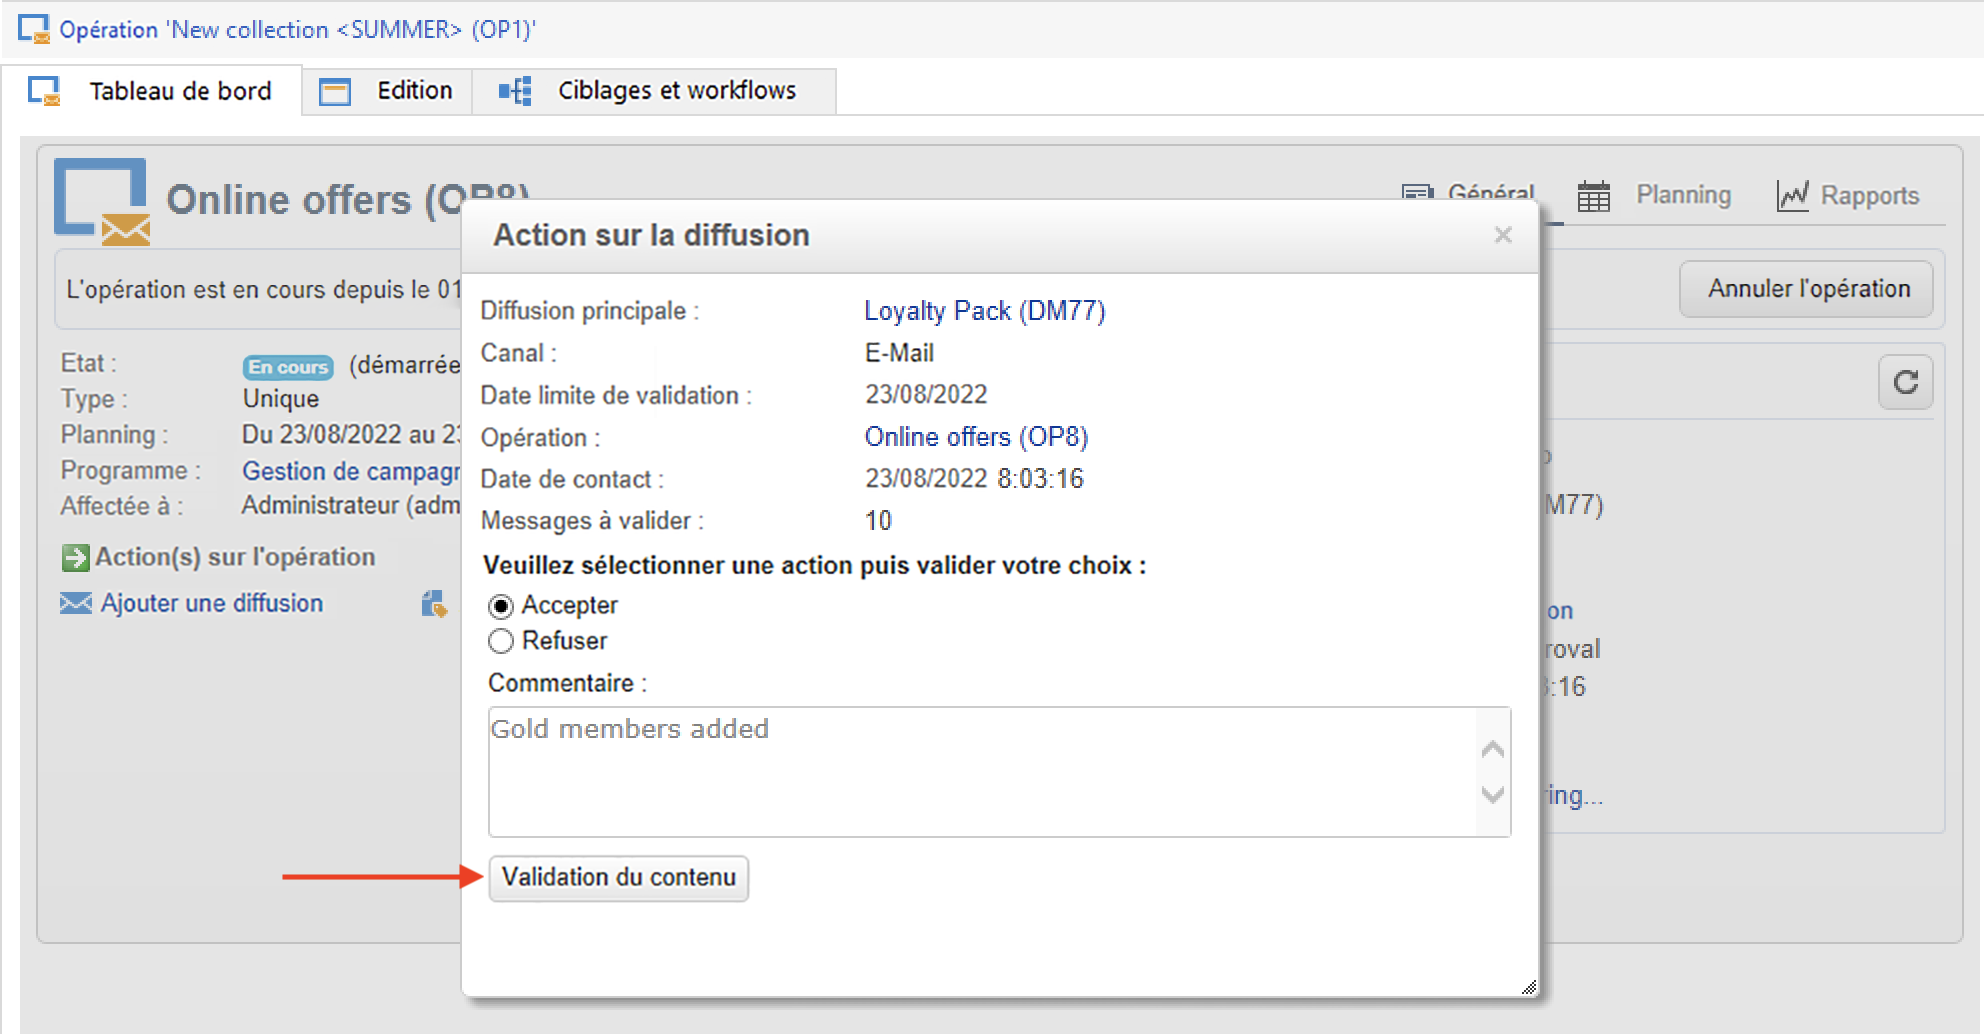 Opération 'New collection <SUMMER> (OP1)'
Tableau de bord
Edition
Ciblages et workflows
Online offers (OP8)
Général
Planning
Rapports
L'opération est en cours depuis le 01
Annuler l'opération
Etat :
En cours
(démarrée
Type :
Unique
Planning :
Du 23/08/2022 au
Programme :
Gestion de
Affectée à :
Administrateur
Action(s) sur l'opération
Ajouter une diffusion
Action sur la diffusion
Diffusion principale :
Loyalty Pack (DM77)
Canal :
E-Mail
Date limite de validation :
23/08/2022
Opération :
Online offers (OP8)
Date de contact :
23/08/2022 8:03:16
Messages à valider :
10
Veuillez sélectionner une action puis valider votre choix :
Accepter
Refuser
Commentaire :
Gold members added
Validation du contenu
M77)
on
roval
:16
ring...